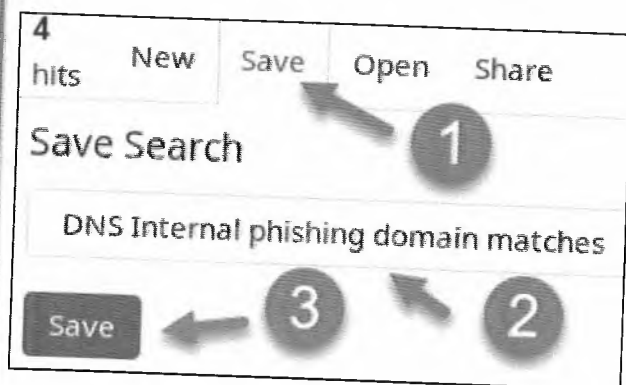 4
hits New Save Open Share
1
Save Search
DNS Internal phishing domain matches
2
3
Save